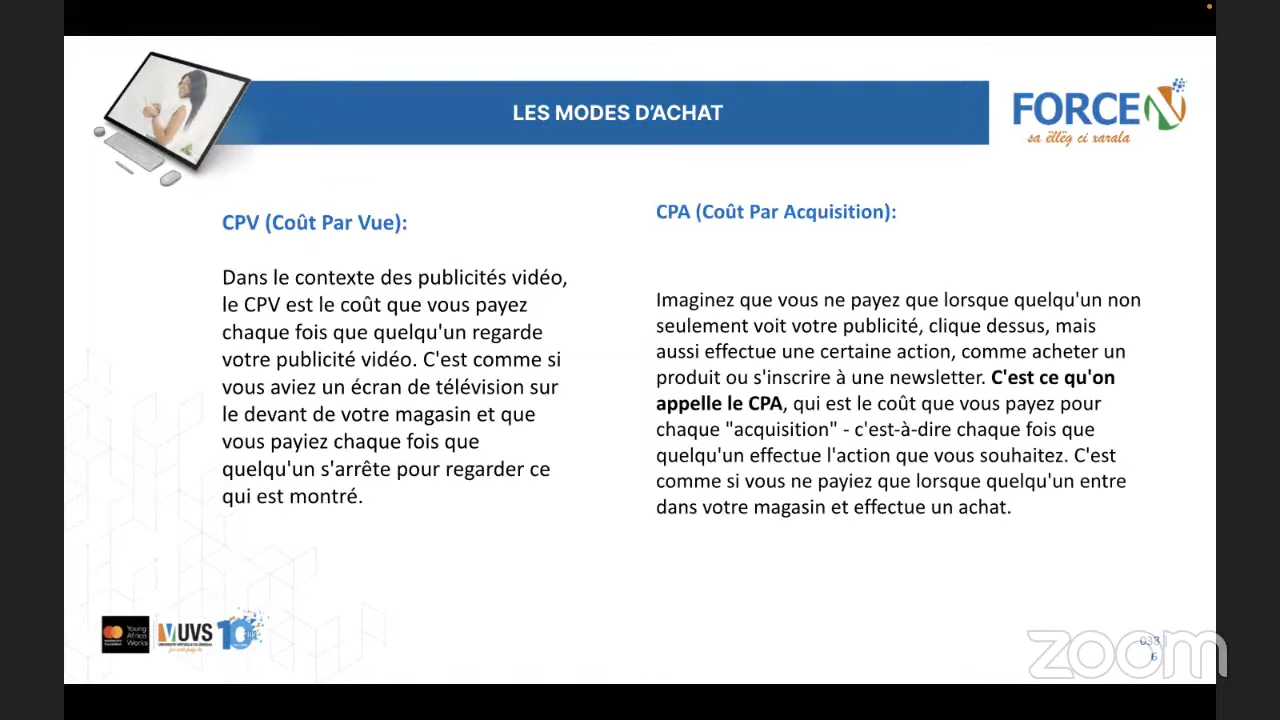 LES MODES D'ACHAT
FORCE N
sa ëllëg ci xarala
CPV (Coût Par Vue):
Dans le contexte des publicités vidéo,
le CPV est le coût que vous payez
chaque fois que quelqu'un regarde
votre publicité vidéo. C'est comme si
vous aviez un écran de télévision sur
le devant de votre magasin et que
vous payiez chaque fois que
quelqu'un s'arrête pour regarder ce
qui est montré.
CPA (Coût Par Acquisition):
Imaginez que vous ne payez que lorsque quelqu'un non
seulement voit votre publicité, clique dessus, mais
aussi effectue une certaine action, comme acheter un
produit ou s'inscrire à une newsletter. C'est ce qu'on
appelle le CPA, qui est le coût que vous payez pour
chaque "acquisition" - c'est-à-dire chaque fois que
quelqu'un effectue l'action que vous souhaitez. C'est
comme si vous ne payiez que lorsque quelqu'un entre
dans votre magasin et effectue un achat.
Young
Africa
Works
UVS
10
zoom